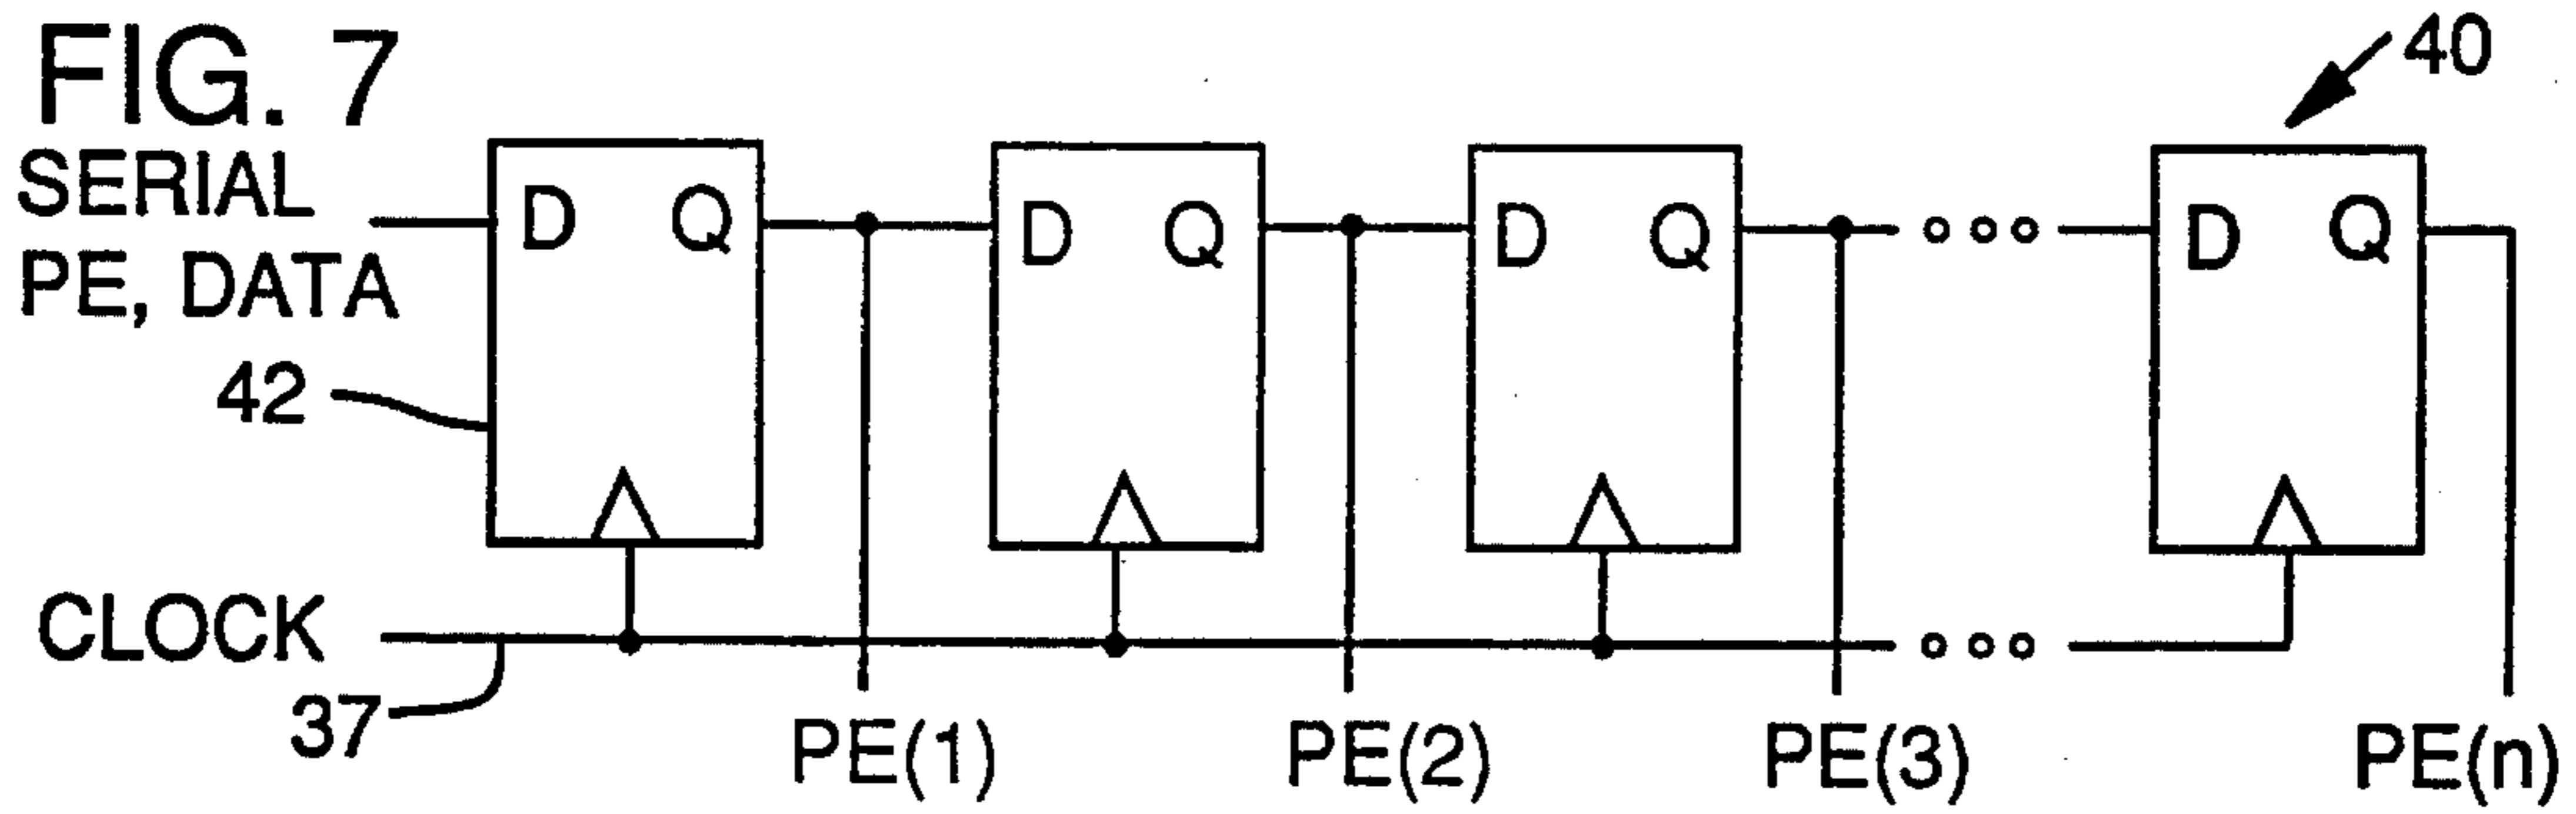 FIG. 7
40
SERIAL
PE, DATA
D Q
D Q
D Q
D Q
42
CLOCK
37
PE(1)
PE(2)
PE(3)
PE(n)